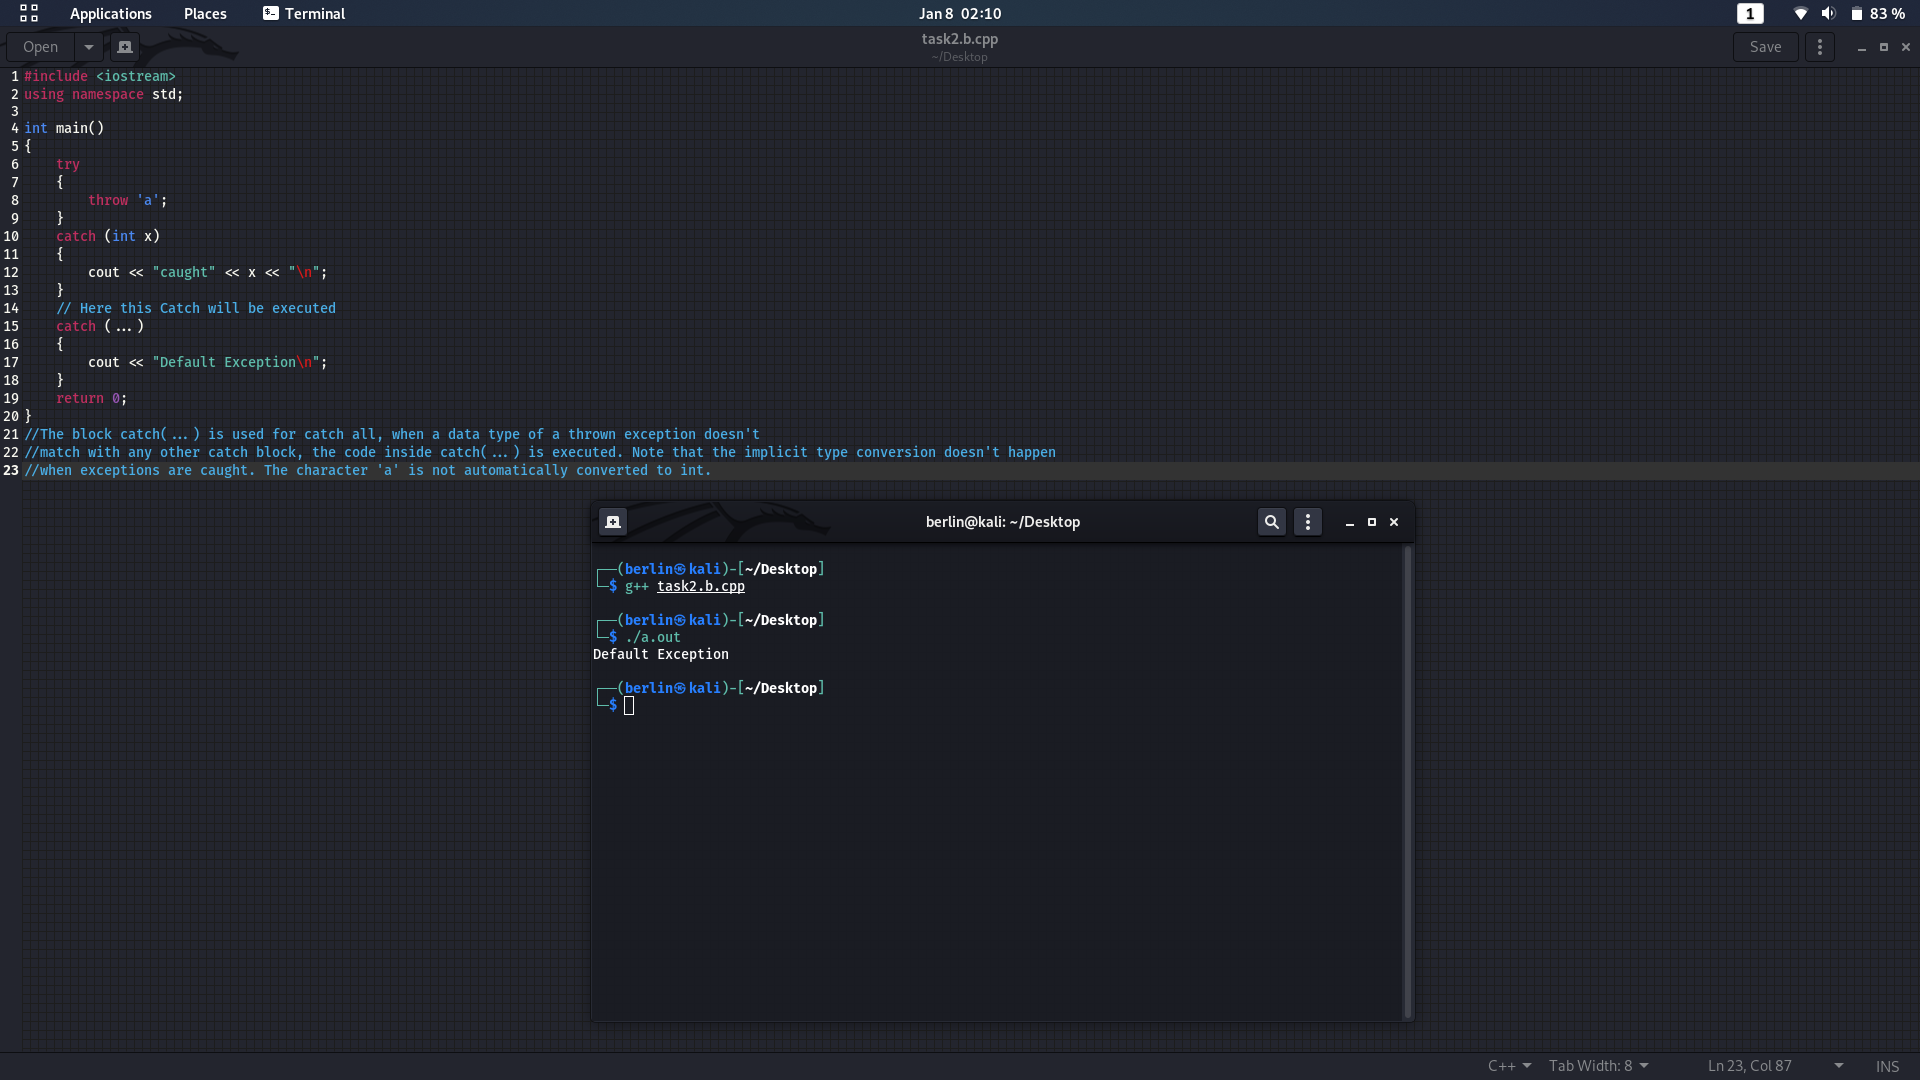 Applications Places Terminal Jan 8 02:10 1 83 %
Open task2.b.cpp Save
~/Desktop
1 #include <iostream>
2 using namespace std;
3
4 int main()
5 {
6     try
7     {
8         throw 'a';
9     }
10     catch (int x)
11     {
12         cout << "caught" << x << "\n";
13     }
14     // Here this Catch will be executed
15     catch (...)
16     {
17         cout << "Default Exception\n";
18     }
19     return 0;
20 }
21 //The block catch(...) is used for catch all, when a data type of a thrown exception doesn't
22 //match with any other catch block, the code inside catch(...) is executed. Note that the implicit type conversion doesn't happen
23 //when exceptions are caught. The character 'a' is not automatically converted to int.
berlin@kali: ~/Desktop
┌──(berlin㉿kali)-[~/Desktop]
└─$ g++ task2.b.cpp
┌──(berlin㉿kali)-[~/Desktop]
└─$ ./a.out
Default Exception
┌──(berlin㉿kali)-[~/Desktop]
└─$
C++ Tab Width: 8 Ln 23, Col 87 INS